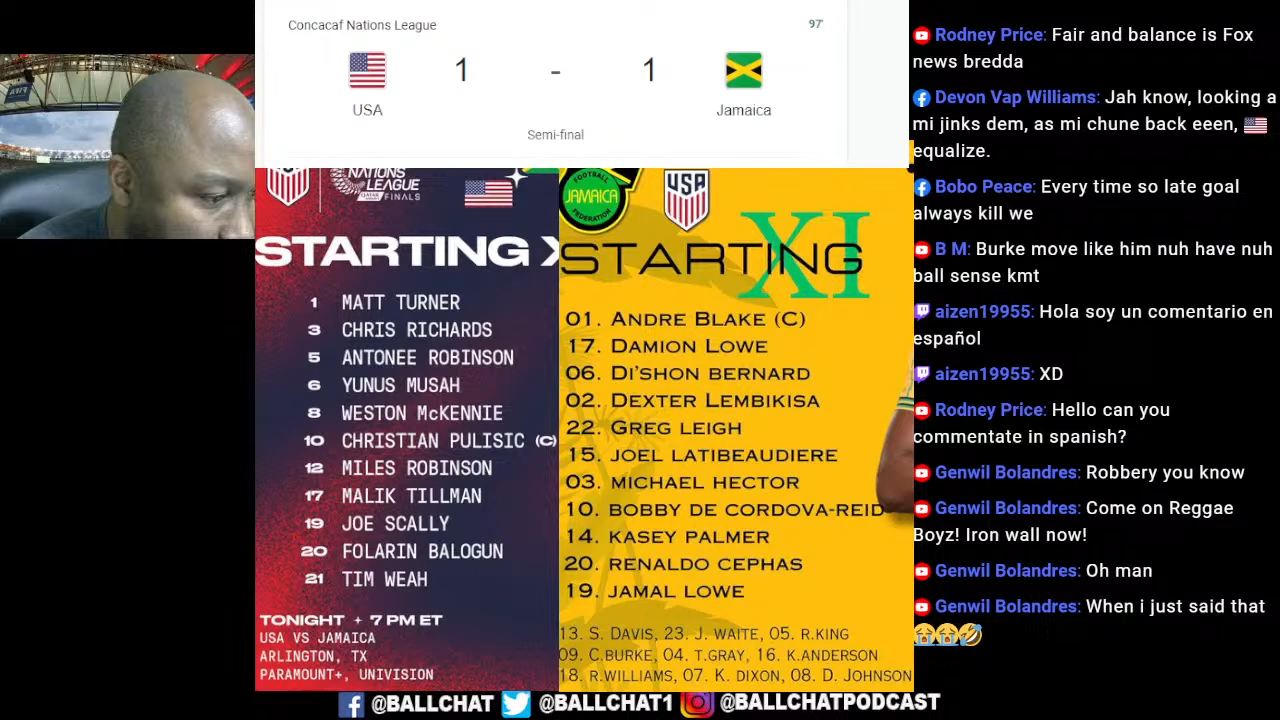 Concacaf Nations League
97'
1 - 1
USA
Jamaica
Semi-final
NATIONS
LEAGUE
FINALS
STARTING X
1 MATT TURNER
3 CHRIS RICHARDS
5 ANTONEE ROBINSON
6 YUNUS MUSAH
8 WESTON McKENNIE
10 CHRISTIAN PULISIC (C)
12 MILES ROBINSON
17 MALIK TILLMAN
19 JOE SCALLY
20 FOLARIN BALOGUN
21 TIM WEAH
TONIGHT + 7 PM ET
USA VS JAMAICA
ARLINGTON, TX
PARAMOUNT+, UNIVISION
FOOTBALL
JAMAICA
FEDERATION
USA
STARTING
XI
01. ANDRE BLAKE (C)
17. DAMION LOWE
06. DI'SHON BERNARD
02. DEXTER LEMBIKISA
22. GREG LEIGH
15. JOEL LATIBEAUDIERE
03. MICHAEL HECTOR
10. BOBBY DE CORDOVA-REID
14. KASEY PALMER
20. RENALDO CEPHAS
19. JAMAL LOWE
13. S. DAVIS, 23. J. WAITE, 05. R.KING
09. C.BURKE, 04. T.GRAY, 16. K.ANDERSON
18. R.WILLIAMS, 07. K. DIXON, 08. D. JOHNSON
Rodney Price: Fair and balance is Fox
news bredda
Devon Vap Williams: Jah know, looking a
mi jinks dem, as mi chune back eeen, 🇺🇸
equalize.
Bobo Peace: Every time so late goal
always kill we
B M: Burke move like him nuh have nuh
ball sense kmt
aizen19955: Hola soy un comentario en
español
aizen19955: XD
Rodney Price: Hello can you
commentate in spanish?
Genwil Bolandres: Robbery you know
Genwil Bolandres: Come on Reggae
Boyz! Iron wall now!
Genwil Bolandres: Oh man
Genwil Bolandres: When i just said that
😭😭🤣
@BALLCHAT @BALLCHAT1 @BALLCHATPODCAST